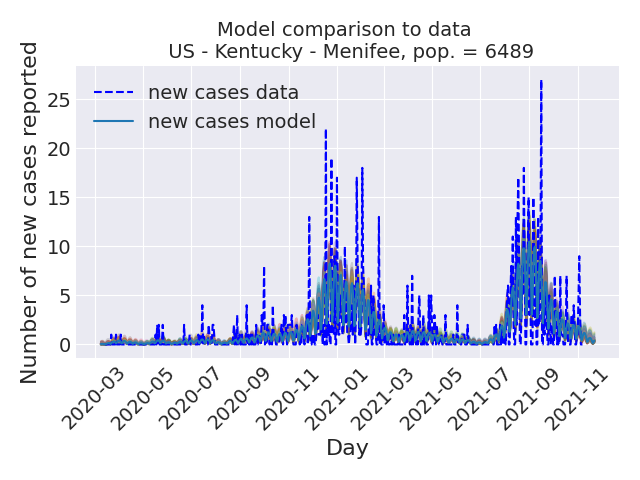 Model comparison to data
US - Kentucky - Menifee, pop. = 6489
Number of new cases reported
25
20
15
10
5
0
new cases data
new cases model
2020-03
2020-05
2020-07
2020-09
2020-11
2021-01
2021-03
2021-05
2021-07
2021-09
2021-11
Day